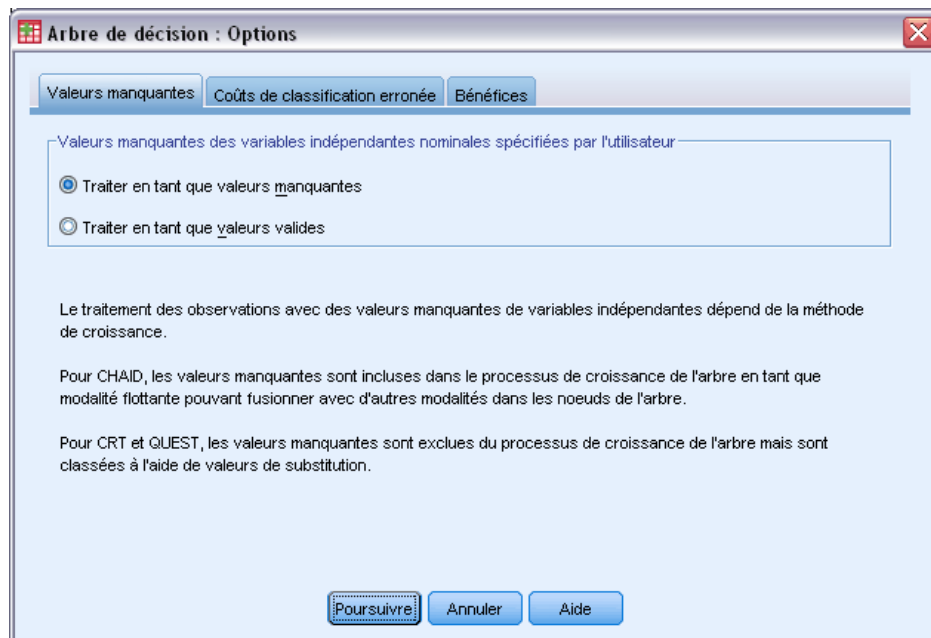 Arbre de décision : Options
Valeurs manquantes Coûts de classification erronée Bénéfices
Valeurs manquantes des variables indépendantes nominales spécifiées par l'utilisateur
Traiter en tant que valeurs manquantes
Traiter en tant que valeurs valides
Le traitement des observations avec des valeurs manquantes de variables indépendantes dépend de la méthode
de croissance.
Pour CHAID, les valeurs manquantes sont incluses dans le processus de croissance de l'arbre en tant que
modalité flottante pouvant fusionner avec d'autres modalités dans les noeuds de l'arbre.
Pour CRT et QUEST, les valeurs manquantes sont exclues du processus de croissance de l'arbre mais sont
classées à l'aide de valeurs de substitution.
Poursuivre Annuler Aide